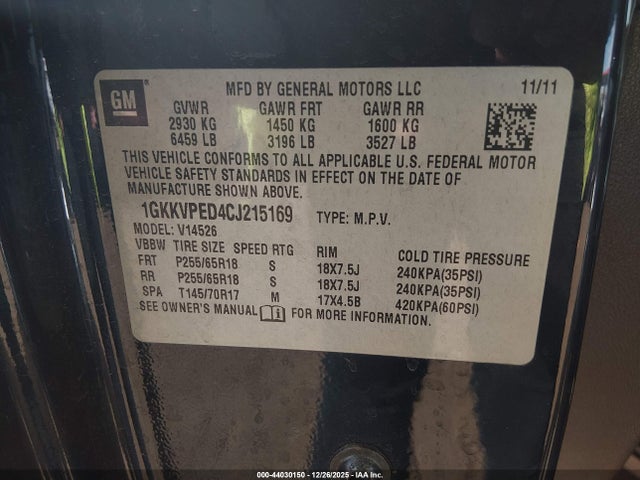 GM
MFD BY GENERAL MOTORS LLC 11/11
GVWR GAWR FRT GAWR RR
2930 KG 1450 KG 1600 KG
6459 LB 3196 LB 3527 LB
THIS VEHICLE CONFORMS TO ALL APPLICABLE U.S. FEDERAL MOTOR
VEHICLE SAFETY STANDARDS IN EFFECT ON THE DATE OF
MANUFACTURE SHOWN ABOVE.
1GKKVPED4CJ215169 TYPE: M.P.V.
MODEL: V14526
VBBW TIRE SIZE SPEED RTG RIM COLD TIRE PRESSURE
FRT P255/65R18 S 18X7.5J 240KPA(35PSI)
RR P255/65R18 S 18X7.5J 240KPA(35PSI)
SPA T145/70R17 M 17X4.5B 420KPA(60PSI)
SEE OWNER'S MANUAL FOR MORE INFORMATION.
000-44030150 - 12/26/2025 - www.iaai.com